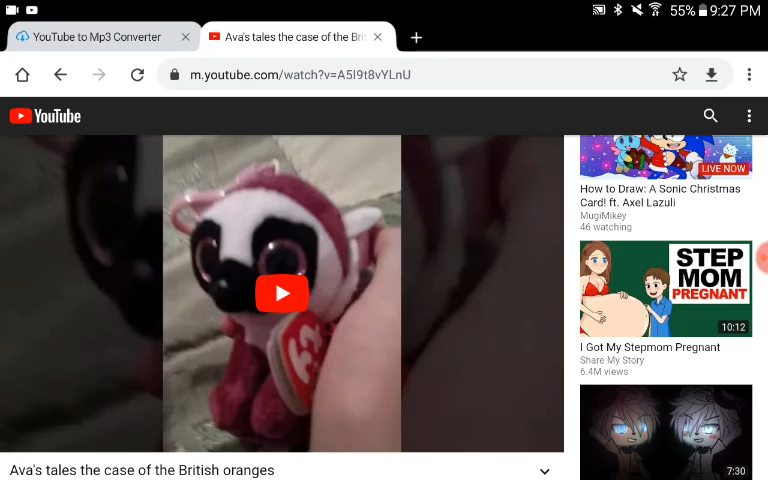 55% 9:27 PM
YouTube to Mp3 Converter
Ava's tales the case of the Brit
m.youtube.com/watch?v=A5I9t8vYLnU
YouTube
ty
LIVE NOW
How to Draw: A Sonic Christmas
Card! ft. Axel Lazuli
MugiMikey
46 watching
STEP
MOM
PREGNANT
10:12
I Got My Stepmom Pregnant
Share My Story
6.4M views
7:30
Ava's tales the case of the British oranges